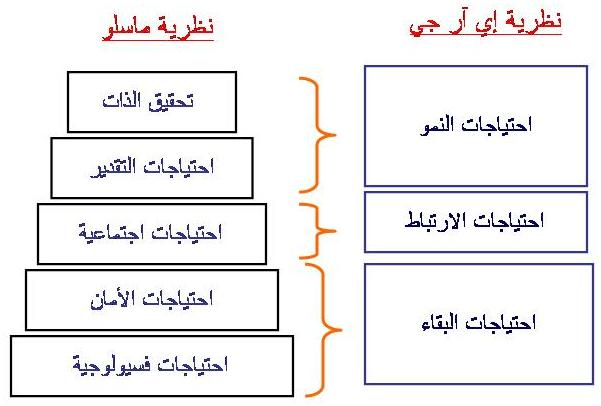 نظرية إي آر جي
نظرية ماسلو
احتياجات النمو
تحقيق الذات
احتياجات التقدير
احتياجات الارتباط
احتياجات اجتماعية
احتياجات البقاء
احتياجات الأمان
احتياجات فسيولوجية